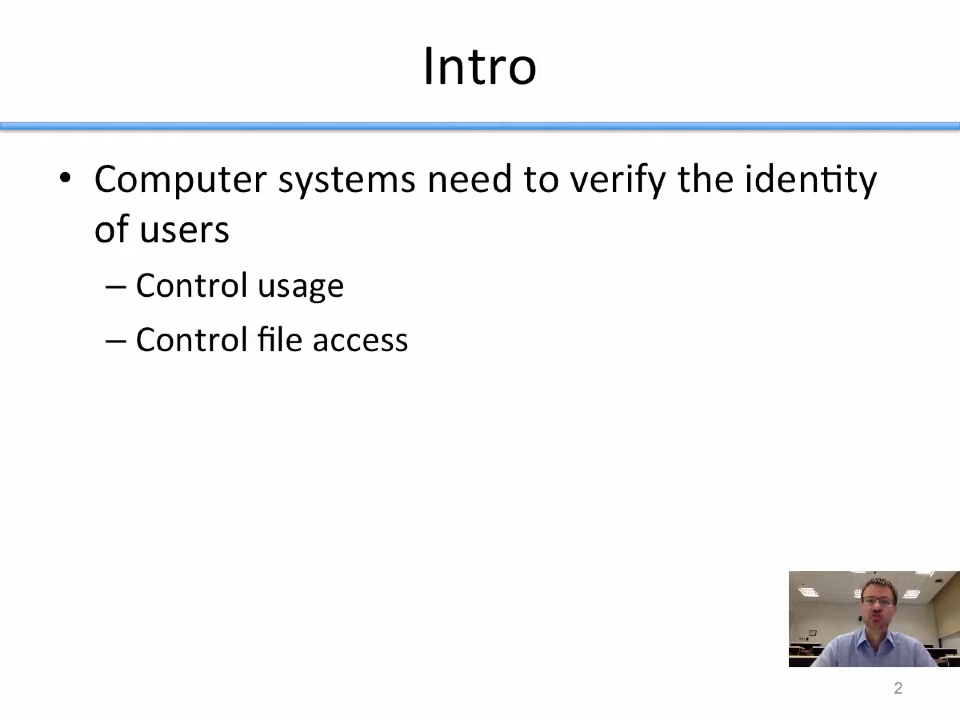 Intro
• Computer systems need to verify the identity
of users
– Control usage
– Control file access
2